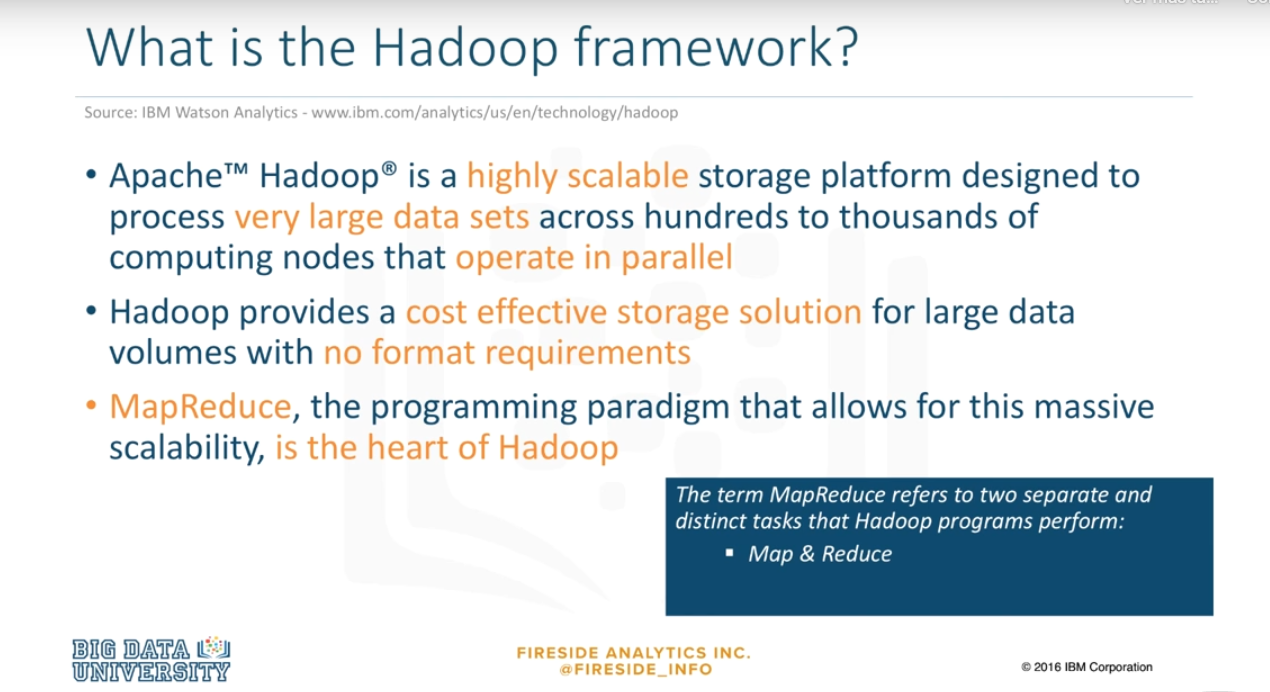 What is the Hadoop framework?
Source: IBM Watson Analytics - www.ibm.com/analytics/us/en/technology/hadoop
• Apache™ Hadoop® is a highly scalable storage platform designed to
process very large data sets across hundreds to thousands of
computing nodes that operate in parallel
• Hadoop provides a cost effective storage solution for large data
volumes with no format requirements
• MapReduce, the programming paradigm that allows for this massive
scalability, is the heart of Hadoop
The term MapReduce refers to two separate and
distinct tasks that Hadoop programs perform:
▪ Map & Reduce
BIG DATA
UNIVERSITY
FIRESIDE ANALYTICS INC.
@FIRESIDE_INFO
© 2016 IBM Corporation